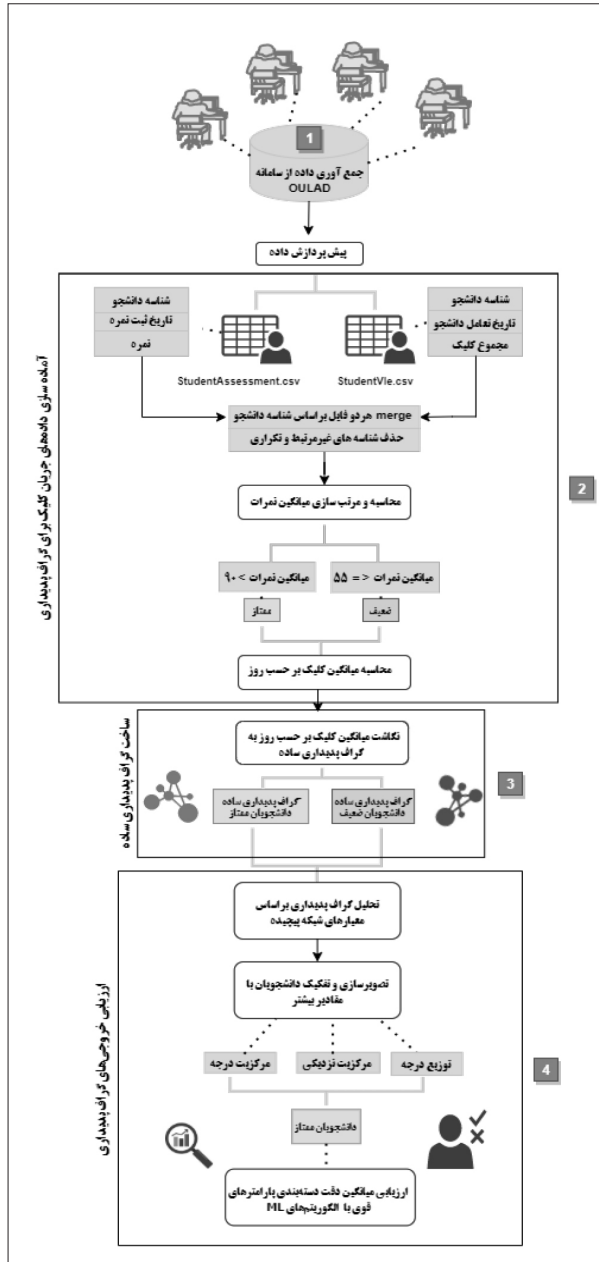 1
جمع آوری داده از سامانه
OULAD
پیش پردازش داده
آماده سازی داده‌های جریان کلیک برای گراف پدیداری
شناسه دانشجو
تاریخ تعامل دانشجو
مجموع کلیک
شناسه دانشجو
تاریخ ثبت نمره
نمره
StudentAssessment.csv
StudentVle.csv
merge هر دو فایل بر اساس شناسه دانشجو
حذف شناسه های غیرمرتبط و تکراری
2
محاسبه و مرتب سازی میانگین نمرات
میانگین نمرات <= ۵۵
میانگین نمرات > ۹۰
ضعیف
ممتاز
محاسبه میانگین کلیک بر حسب روز
ساخت گراف پدیداری ساده
نگاشت میانگین کلیک بر حسب روز به
گراف پدیداری ساده
3
گراف پدیداری ساده
دانشجویان ضعیف
گراف پدیداری ساده
دانشجویان ممتاز
ارزیابی خروجی‌های گراف پدیداری
تحلیل گراف پدیداری بر اساس
معیارهای شبکه پیچیده
تصویرسازی و تفکیک دانشجویان با
مقادیر بیشتر
4
توزیع درجه
مرکزیت نزدیکی
مرکزیت درجه
دانشجویان ممتاز
ارزیابی میانگین دقت دسته‌بندی پارامترهای
قوی با الگوریتم‌های ML